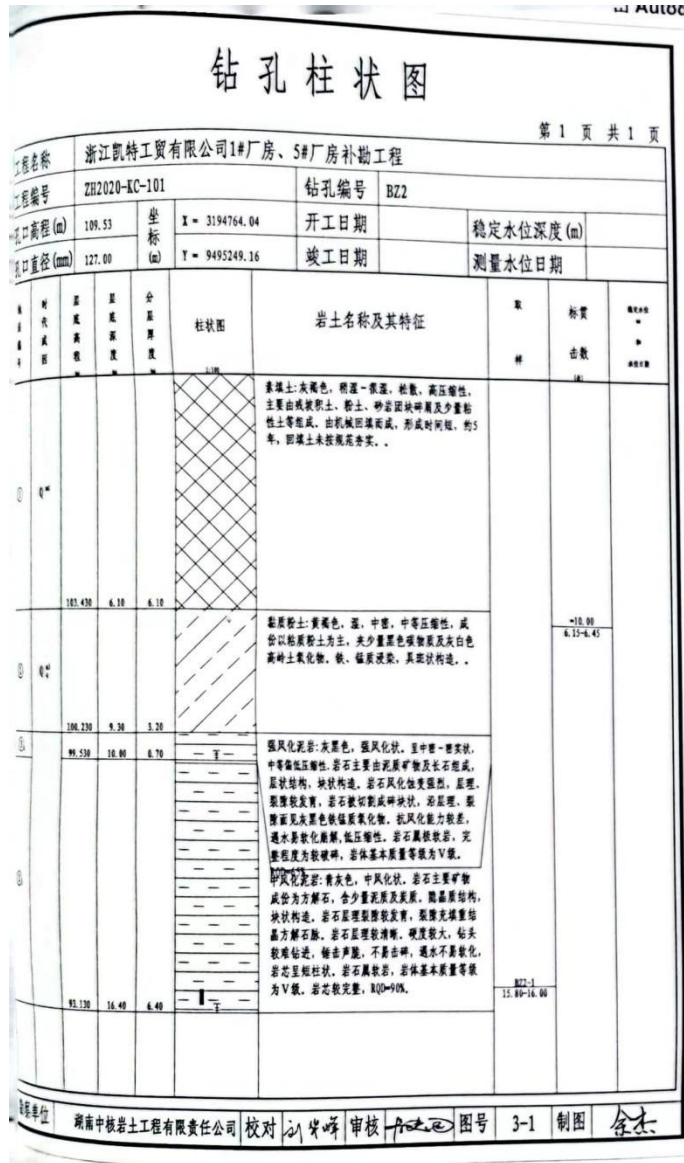 钻孔柱状图
第 1 页 共 1 页
工程名称 浙江凯特工贸有限公司1#厂房、5#厂房补勘工程
工程编号 ZH2020-KC-101 钻孔编号 BZ2
孔口高程(m) 109.53 坐标(m) X = 3194764.04 开工日期 稳定水位深度(m)
孔口直径(mm) 127.00 Y = 9495249.16 竣工日期 测量水位日期
时代成因 层底高程 层底深度 分层厚度 柱状图 1:100 岩土名称及其特征 取样 标贯击数
素填土:灰褐色,稍湿-很湿,松散,高压缩性,
主要由残坡积土、粉土、砂岩团块碎屑及少量粘
性土等组成。由机械回填而成,形成时间短,约5
年,回填土未按规范夯实。.
103.430 6.10 6.10
黏质粉土:黄褐色,湿,中密,中等压缩性,成
份以粘质粉土为主,夹少量黑色碳物质及灰白色
高岭土氧化物。铁、锰质浸染,具斑状构造。.
=10.00
6.15-6.45
100.230 9.30 3.20
99.530 10.00 0.70
强风化泥岩:灰黑色,强风化状。呈中密-密实状,
中等偏低压缩性.岩石主要由泥质矿物及长石组成,
层状结构,块状构造。岩石风化蚀变强烈,层理、
裂隙较发育,岩石被切割成碎块状,沿层理、裂
隙面见灰黑色铁锰质氧化物。抗风化能力较差,
遇水易软化崩解,低压缩性。岩石属极软岩,完
整程度为较破碎,岩体基本质量等级为V级。
中风化泥岩:青灰色,中风化状。岩石主要矿物
成份为方解石,含少量泥质及炭质。隐晶质结构,
块状构造。岩石层理裂隙较发育,裂隙充填重结
晶方解石脉。岩石层理较清晰。硬度较大,钻头
较难钻进,锤击声脆,不易击碎,遇水不易软化,
岩芯呈短柱状。岩石属软岩,岩体基本质量等级
为V级。岩芯较完整,RQD=90%。
BZ2-1
15.80-16.00
93.130 16.40 6.40
勘察单位 湖南中核岩土工程有限责任公司 校对 审核 图号 3-1 制图 余杰